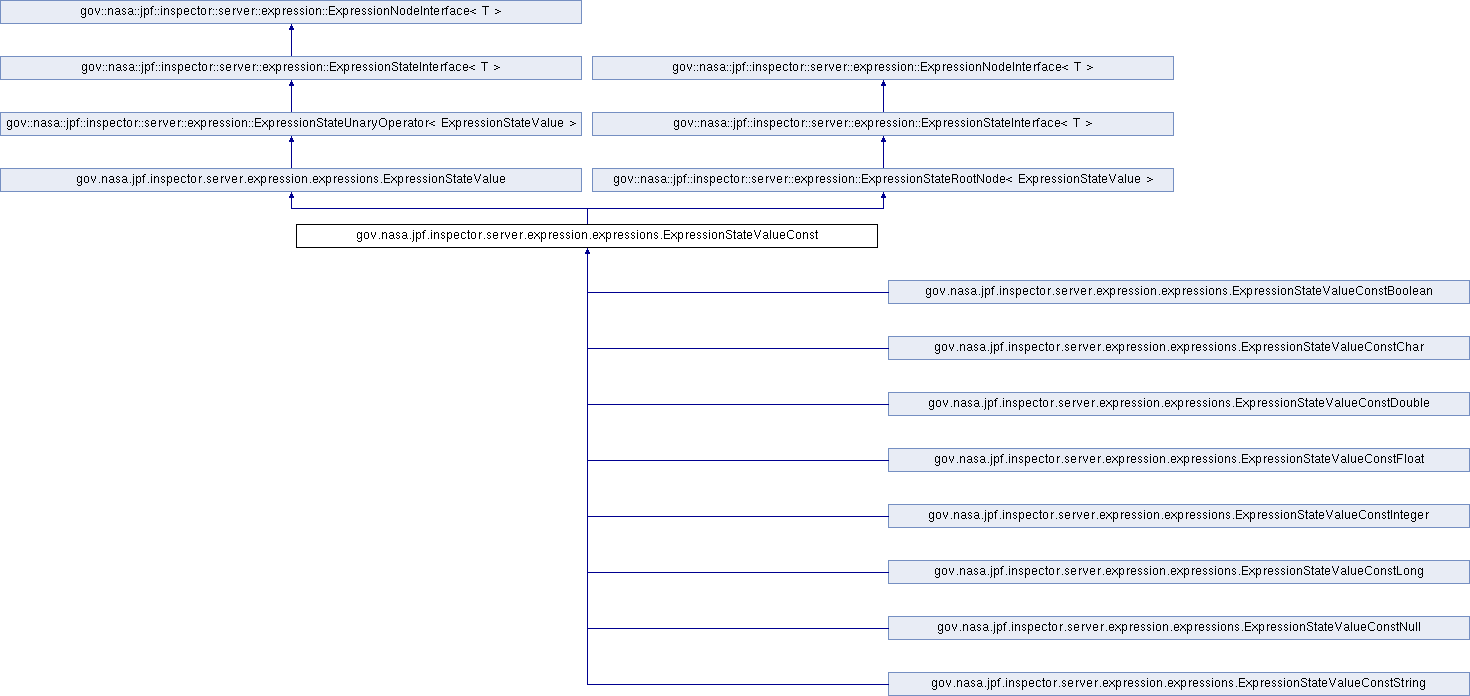 gov::nasa::jpf::inspector::server::expression::ExpressionNodeInterface< T >
gov::nasa::jpf::inspector::server::expression::ExpressionStateInterface< T >
gov::nasa::jpf::inspector::server::expression::ExpressionNodeInterface< T >
gov::nasa::jpf::inspector::server::expression::ExpressionStateUnaryOperator< ExpressionStateValue >
gov::nasa::jpf::inspector::server::expression::ExpressionStateInterface< T >
gov.nasa.jpf.inspector.server.expression.expressions.ExpressionStateValue
gov::nasa::jpf::inspector::server::expression::ExpressionStateRootNode< ExpressionStateValue >
gov.nasa.jpf.inspector.server.expression.expressions.ExpressionStateValueConst
gov.nasa.jpf.inspector.server.expression.expressions.ExpressionStateValueConstBoolean
gov.nasa.jpf.inspector.server.expression.expressions.ExpressionStateValueConstChar
gov.nasa.jpf.inspector.server.expression.expressions.ExpressionStateValueConstDouble
gov.nasa.jpf.inspector.server.expression.expressions.ExpressionStateValueConstFloat
gov.nasa.jpf.inspector.server.expression.expressions.ExpressionStateValueConstInteger
gov.nasa.jpf.inspector.server.expression.expressions.ExpressionStateValueConstLong
gov.nasa.jpf.inspector.server.expression.expressions.ExpressionStateValueConstNull
gov.nasa.jpf.inspector.server.expression.expressions.ExpressionStateValueConstString